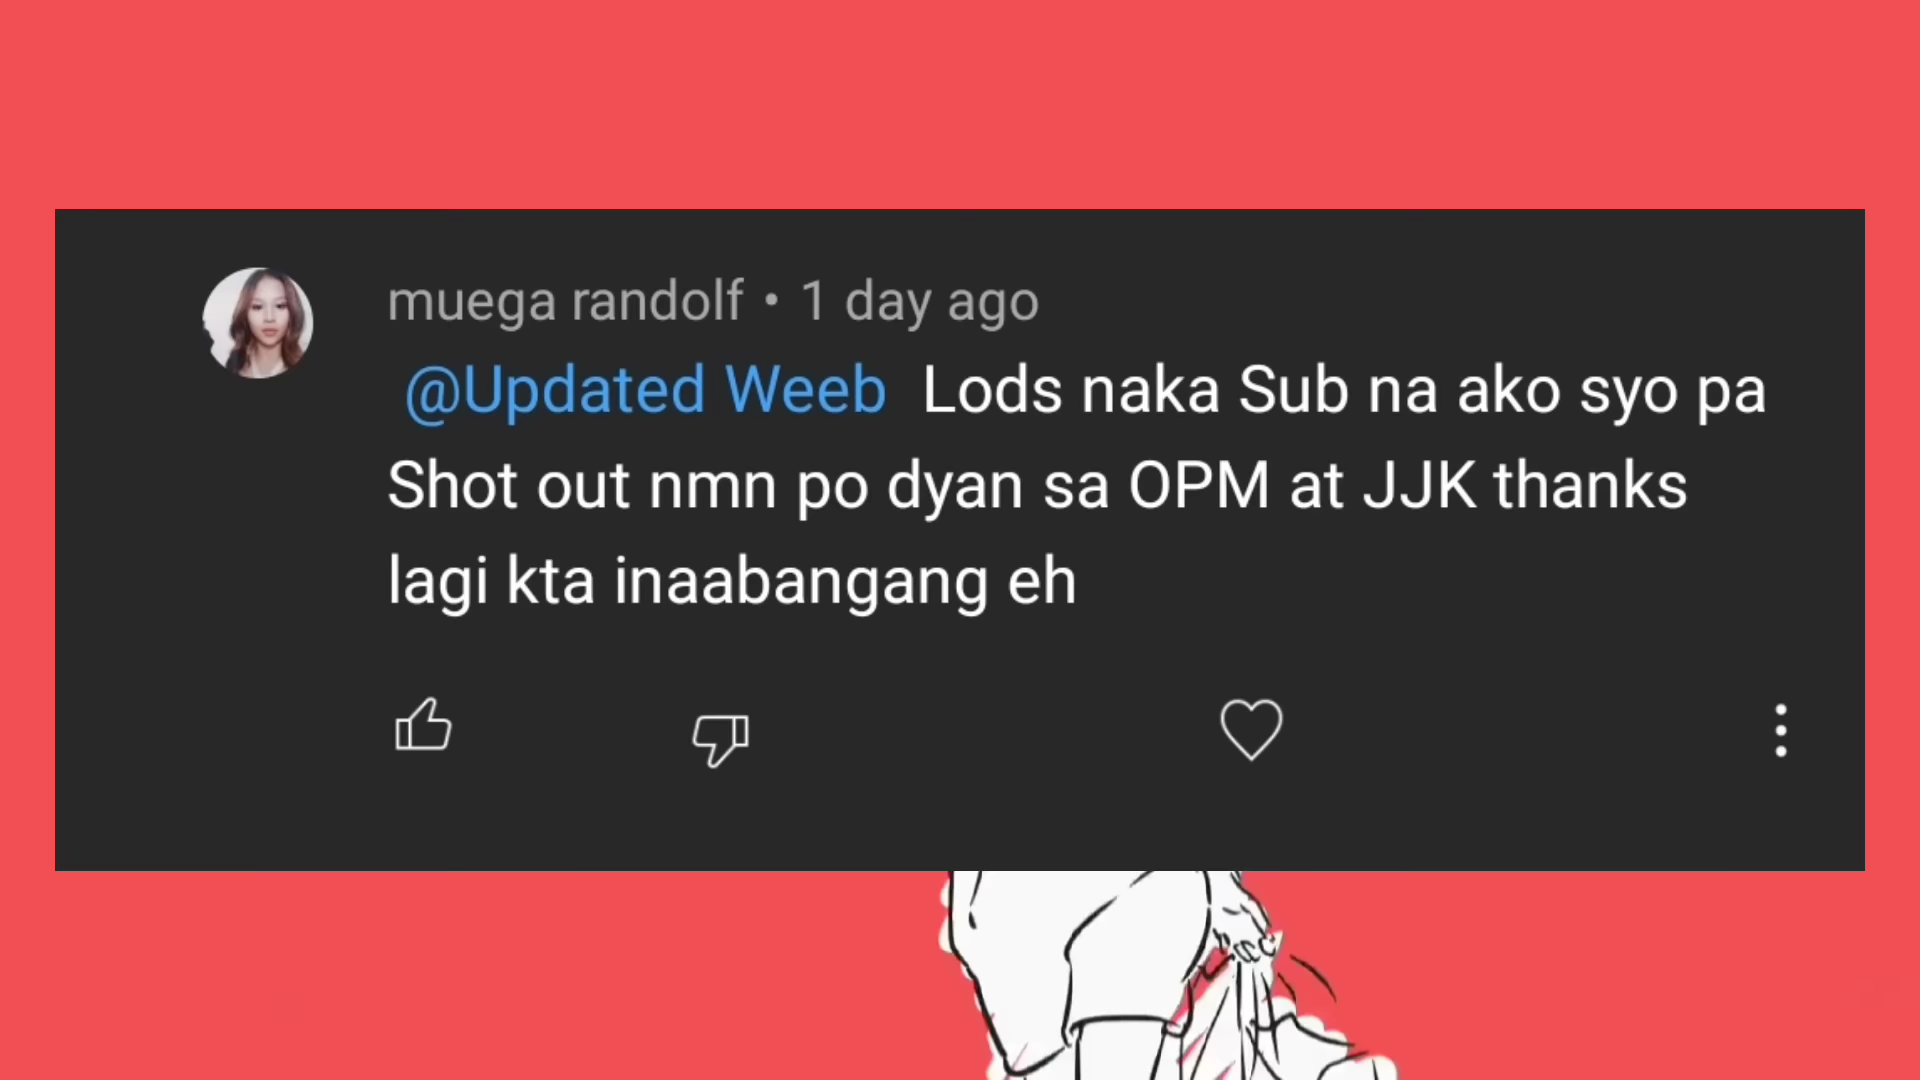 muega randolf • 1 day ago
@Updated Weeb Lods naka Sub na ako syo pa
Shot out nmn po dyan sa OPM at JJK thanks
lagi kta inaabangang eh